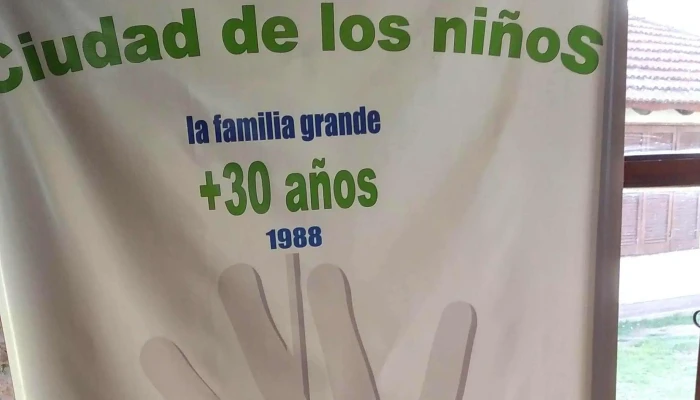 Ciudad de los niños
la familia grande
+30 años
1988